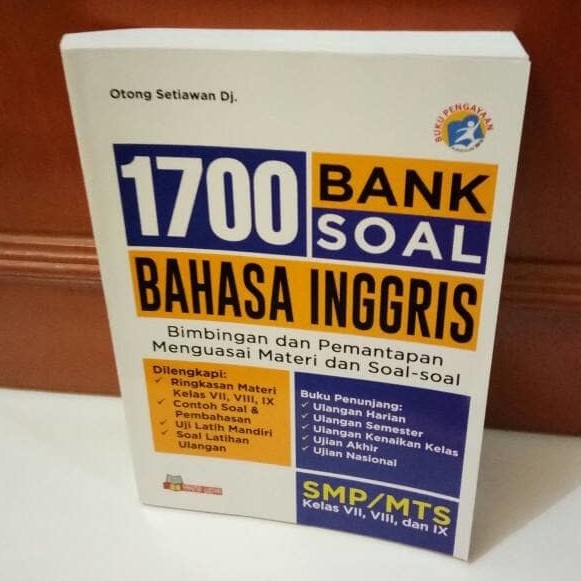 Otong Setiawan Dj.
BUKU PENGAYAAN
1700
BANK
SOAL
BAHASA INGGRIS
Bimbingan dan Pemantapan
Menguasai Materi dan Soal-soal
Dilengkapi:
✓ Ringkasan Materi
Kelas VII, VIII, IX
✓ Contoh Soal &
Pembahasan
✓ Uji Latih Mandiri
✓ Soal Latihan
Ulangan
Buku Penunjang:
✓ Ulangan Harian
✓ Ulangan Semester
✓ Ulangan Kenaikan Kelas
✓ Ujian Akhir
✓ Ujian Nasional
SMP/MTS
Kelas VII, VIII, dan IX